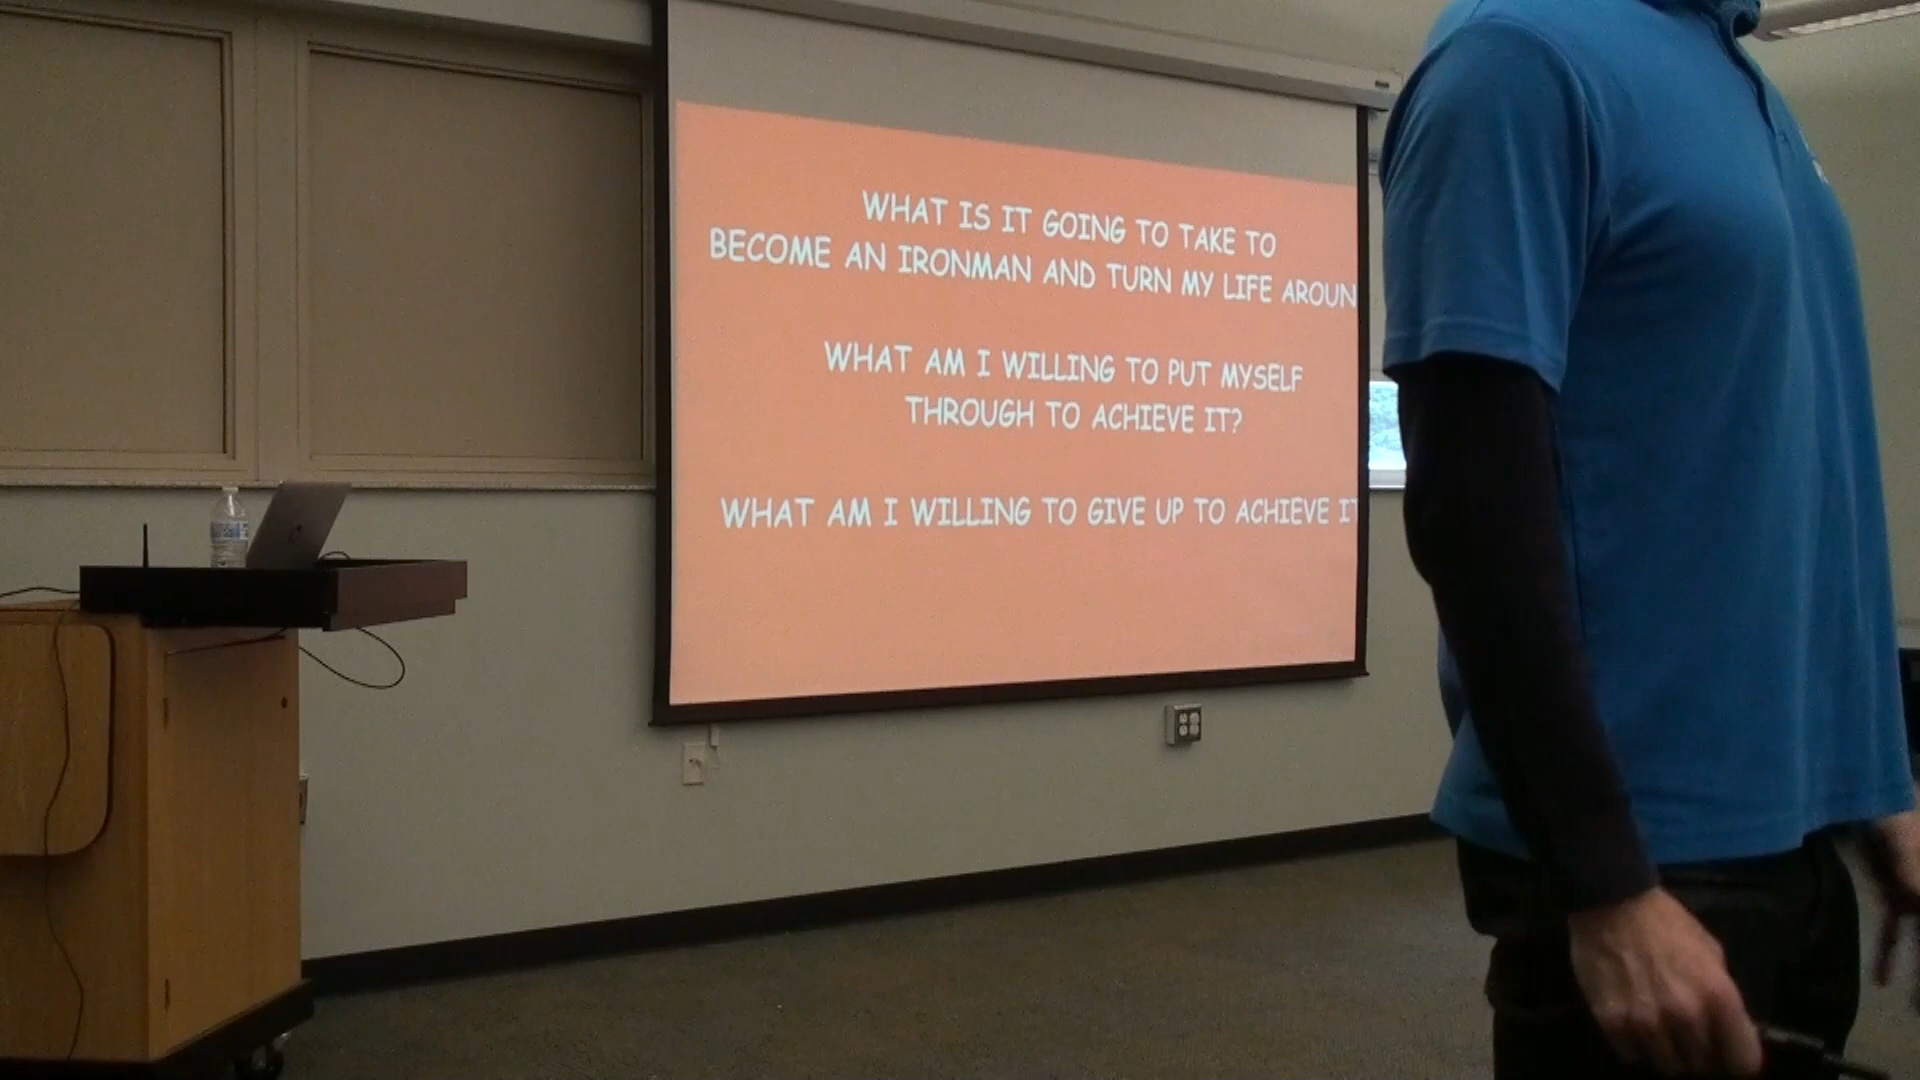 WHAT IS IT GOING TO TAKE TO
BECOME AN IRONMAN AND TURN MY LIFE AROUN
WHAT AM I WILLING TO PUT MYSELF
THROUGH TO ACHIEVE IT?
WHAT AM I WILLING TO GIVE UP TO ACHIEVE IT